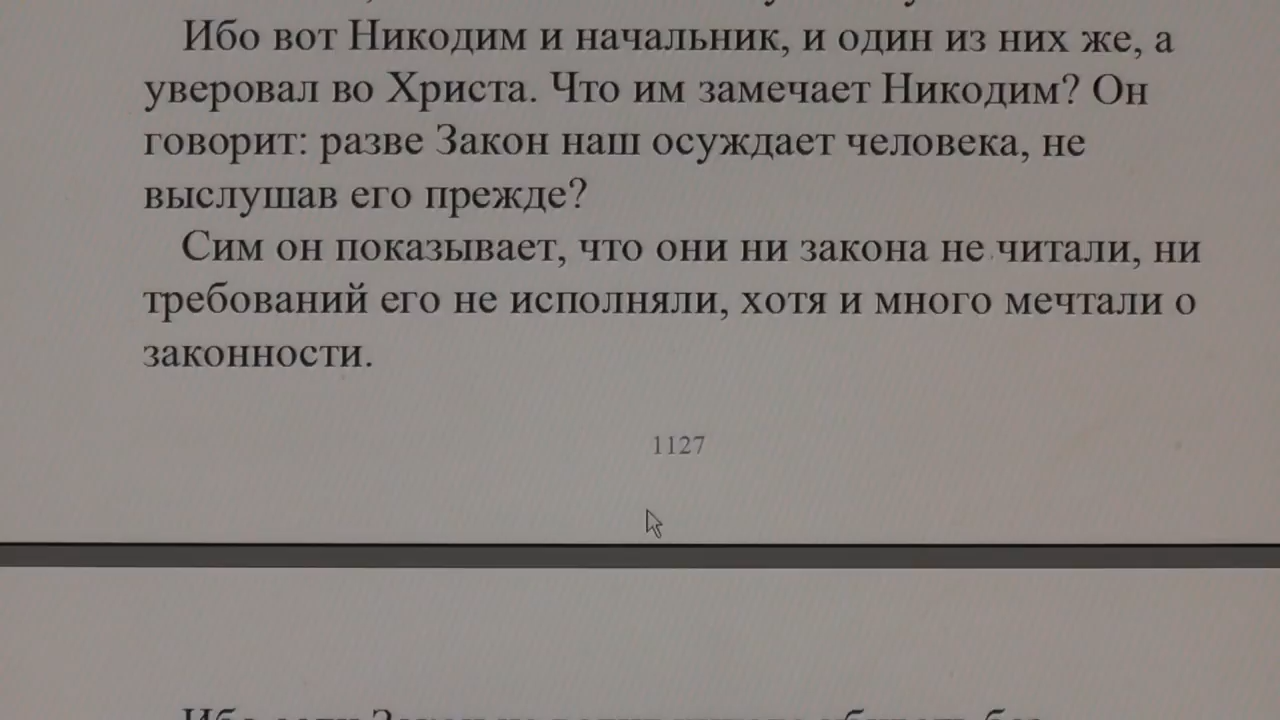 Ибо вот Никодим и начальник, и один из них же, а
уверовал во Христа. Что им замечает Никодим? Он
говорит: разве Закон наш осуждает человека, не
выслушав его прежде?
Сим он показывает, что они ни закона не читали, ни
требований его не исполняли, хотя и много мечтали о
законности.
1127